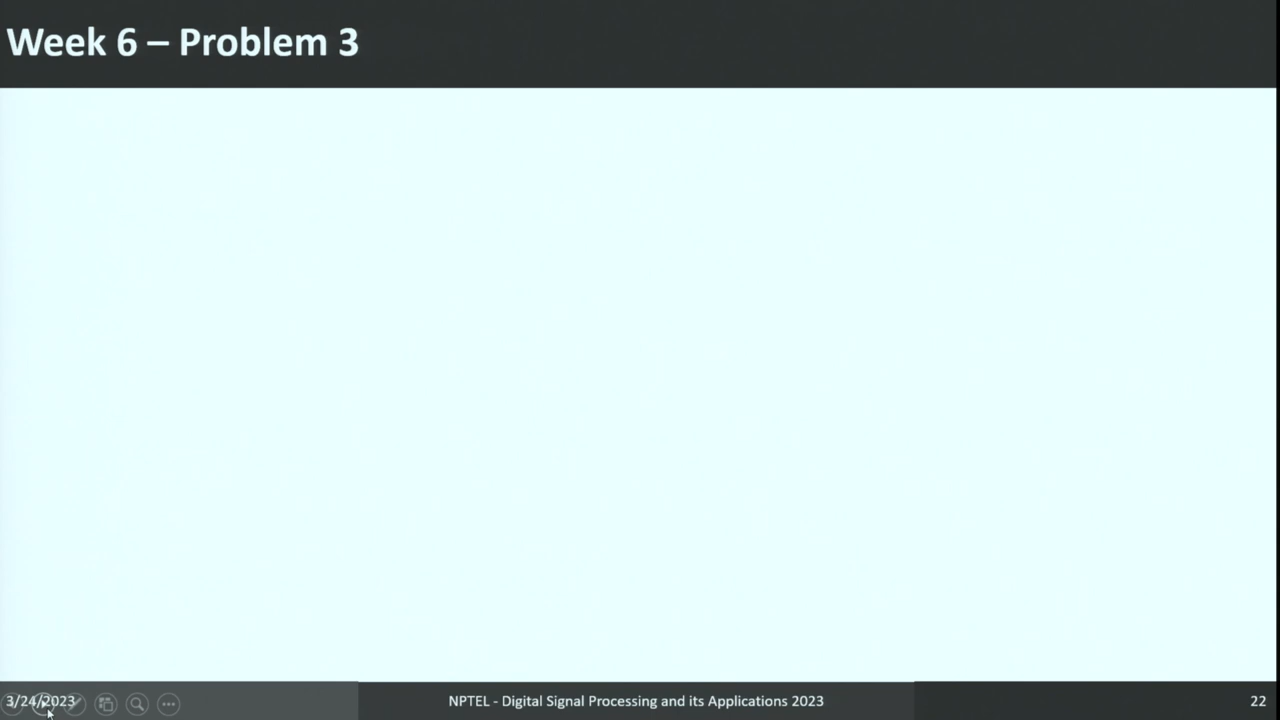 Week 6 – Problem 3
3/24/2023
NPTEL - Digital Signal Processing and its Applications 2023
22